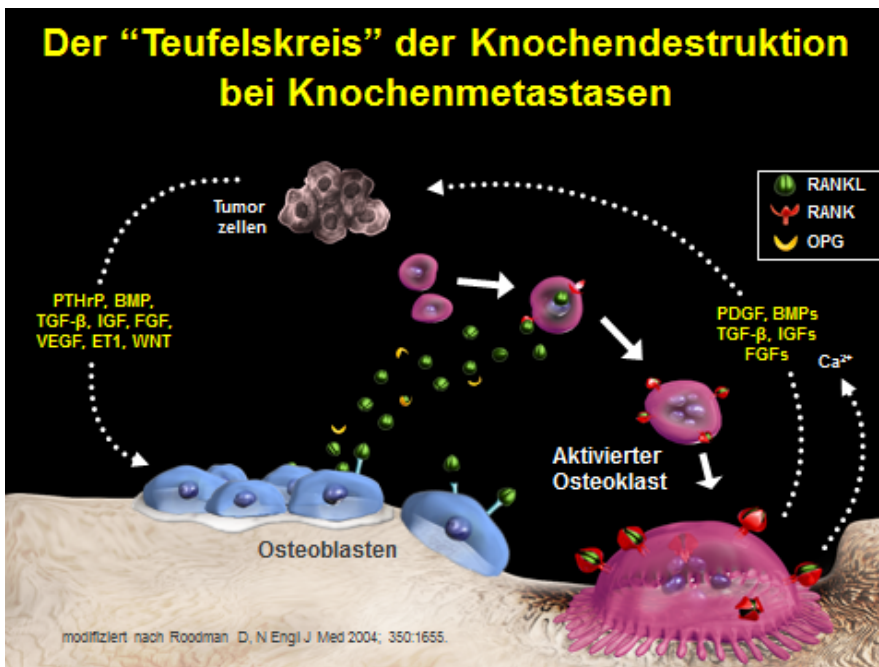 Der “Teufelskreis” der Knochendestruktion
bei Knochenmetastasen
Tumor
zellen
RANKL
RANK
OPG
PTHrP, BMP,
TGF-β, IGF, FGF,
VEGF, ET1, WNT
PDGF, BMPs
TGF-β, IGFs
FGFs
Ca²⁺
Aktivierter
Osteoklast
Osteoblasten
modifiziert nach Roodman D, N Engl J Med 2004; 350:1655.